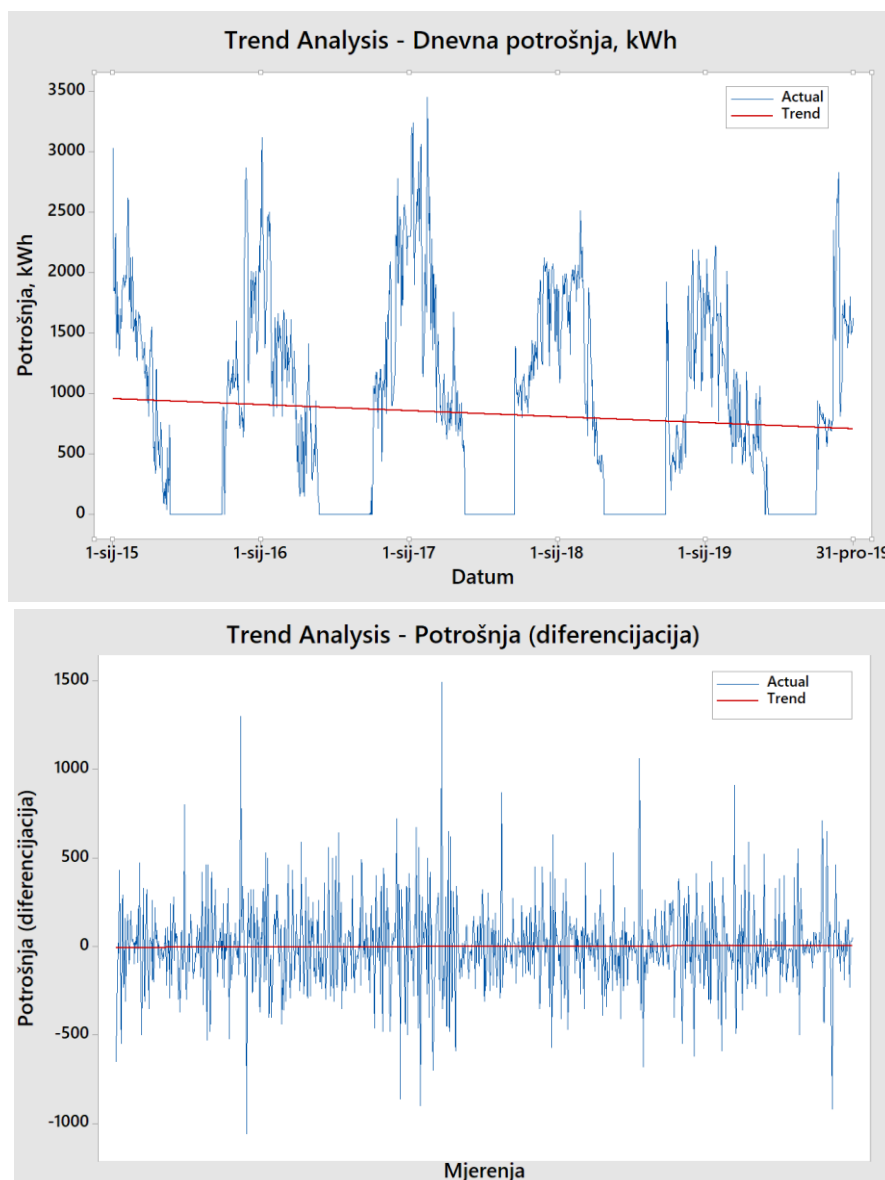 Trend Analysis - Dnevna potrošnja, kWh
Actual
Trend
Potrošnja, kWh
3500
3000
2500
2000
1500
1000
500
0
1-sij-15
1-sij-16
1-sij-17
1-sij-18
1-sij-19
31-pro-19
Datum
Trend Analysis - Potrošnja (diferencijacija)
Actual
Trend
Potrošnja (diferencijacija)
1500
1000
500
0
-500
-1000
Mjerenja